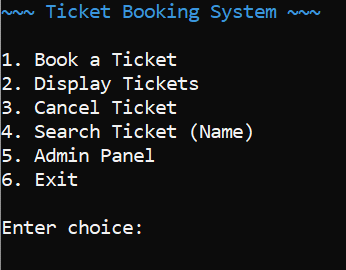 ~~~ Ticket Booking System ~~~
1. Book a Ticket
2. Display Tickets
3. Cancel Ticket
4. Search Ticket (Name)
5. Admin Panel
6. Exit
Enter choice: